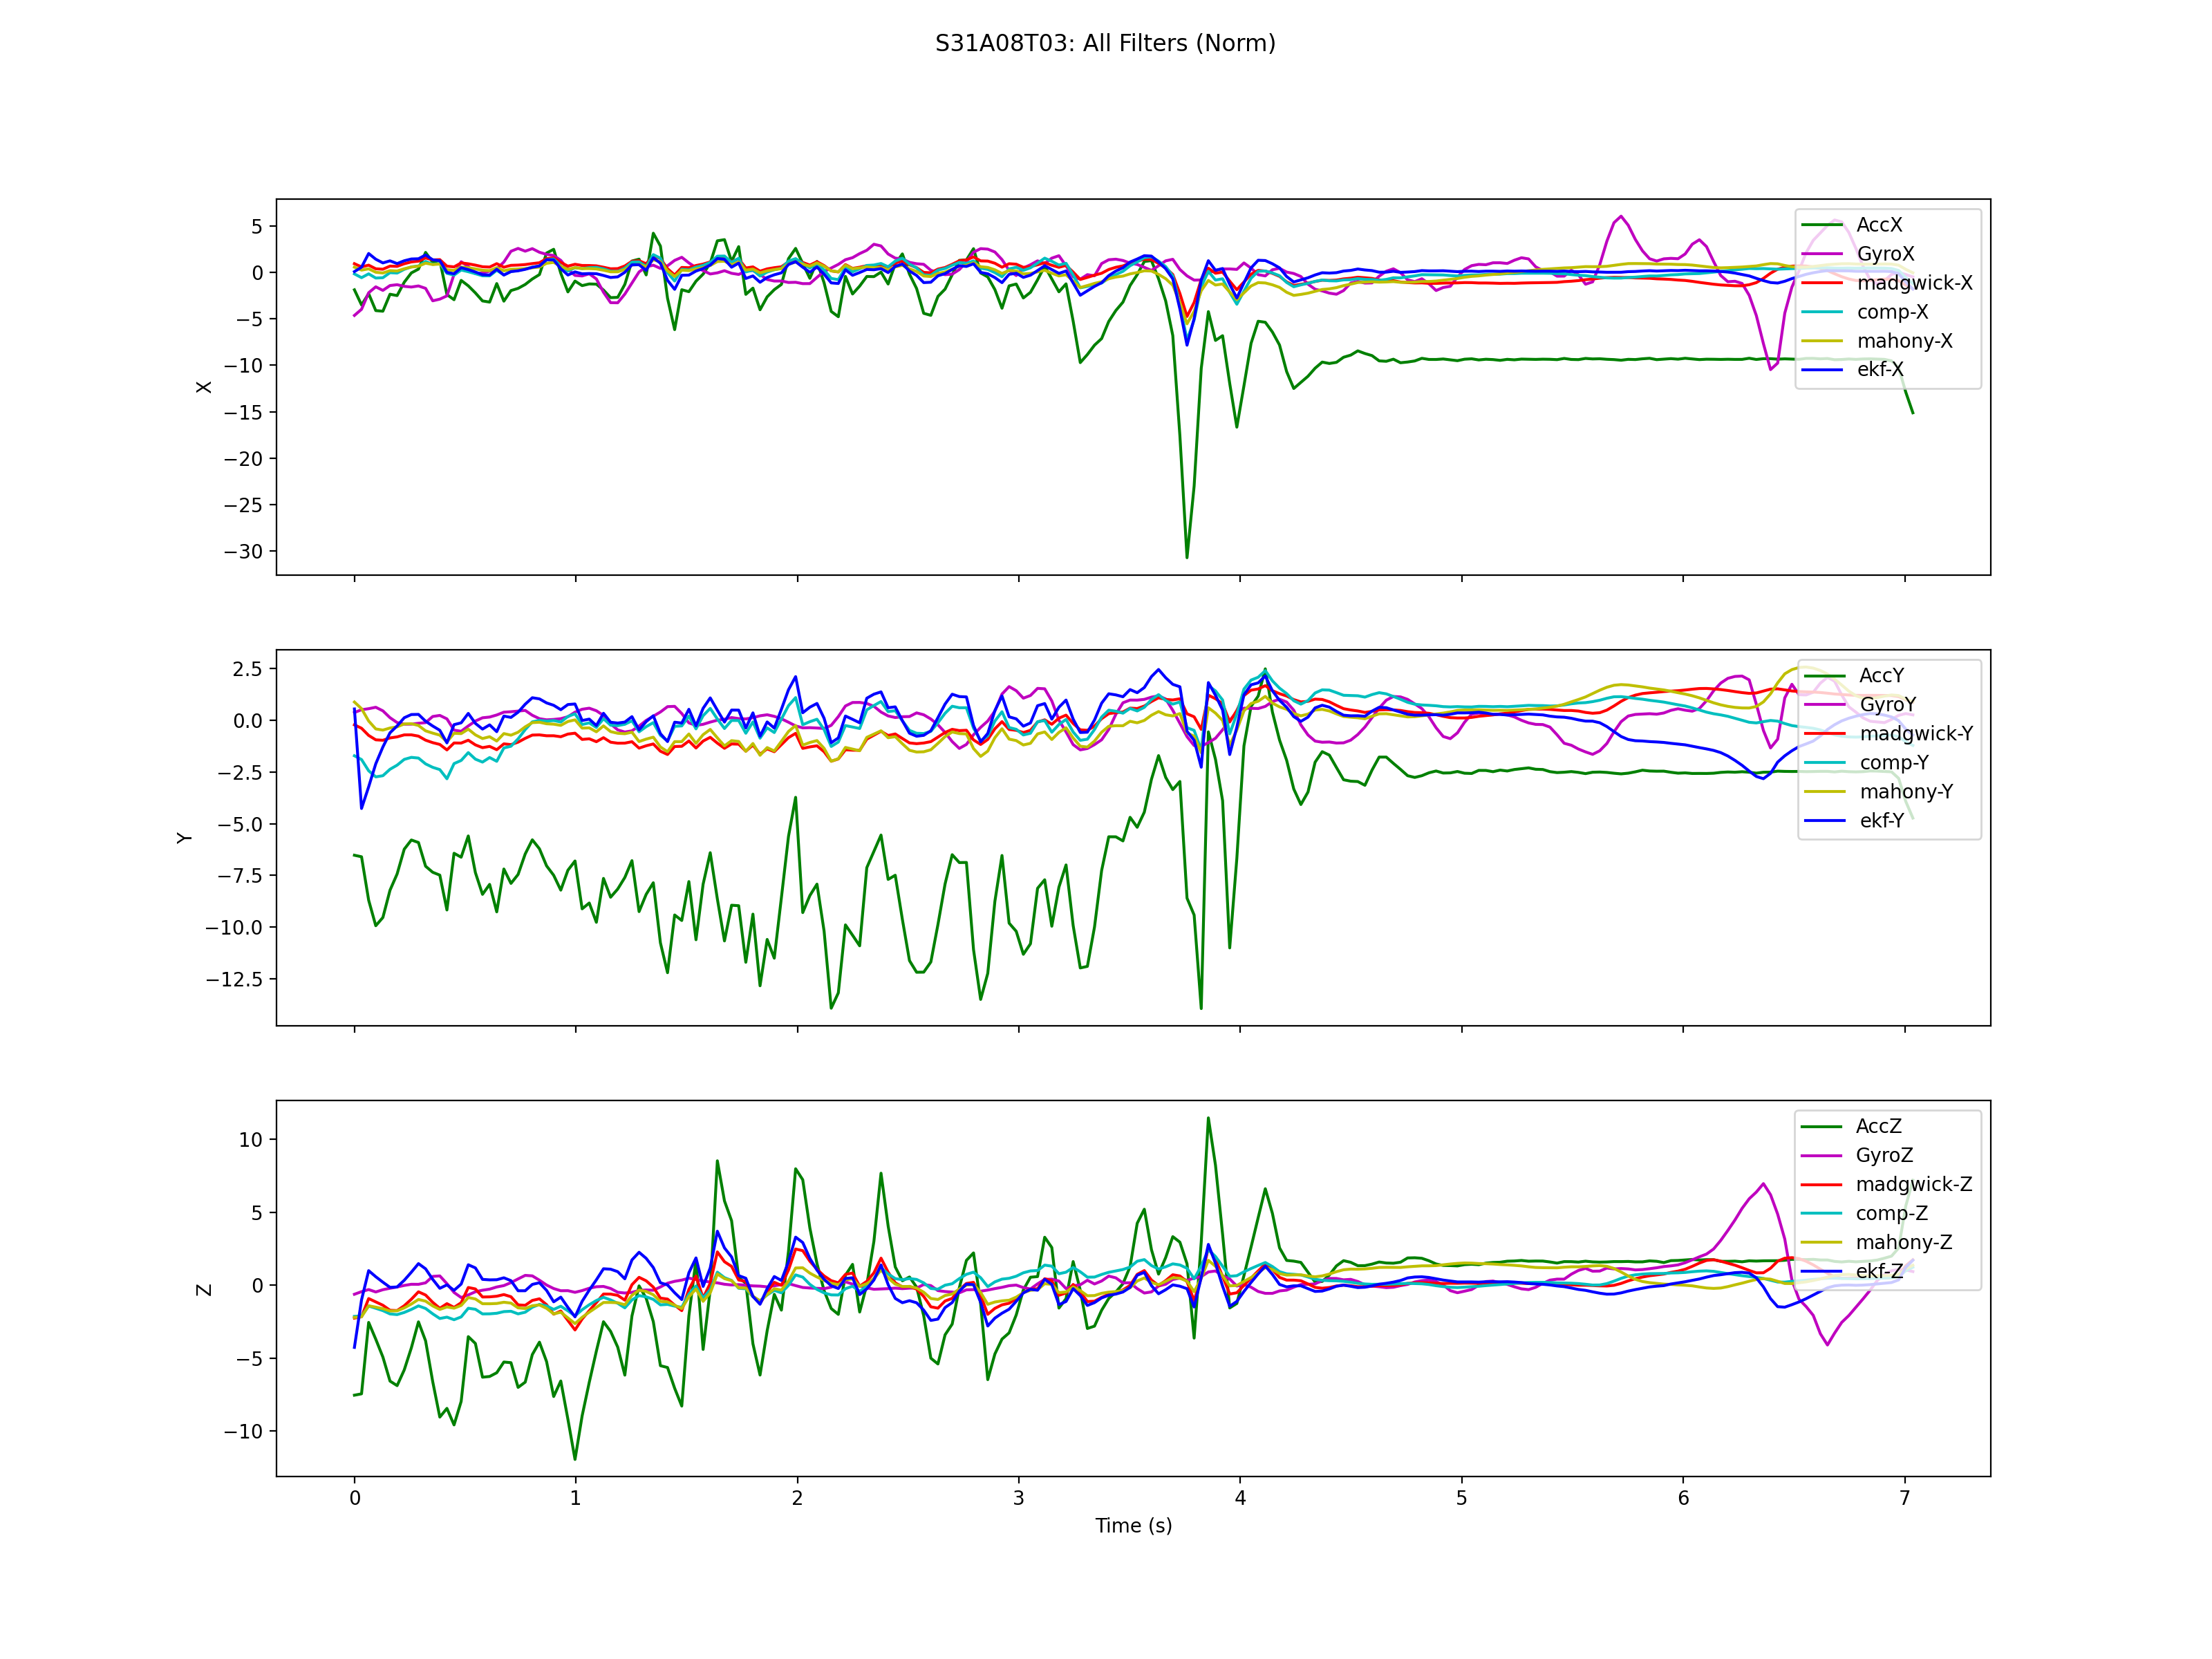 S31A08T03: All Filters (Norm)
5
0
−5
−10
−15
−20
−25
−30
X
AccX
GyroX
madgwick-X
comp-X
mahony-X
ekf-X
2.5
0.0
−2.5
−5.0
−7.5
−10.0
−12.5
Y
AccY
GyroY
madgwick-Y
comp-Y
mahony-Y
ekf-Y
10
5
0
−5
−10
Z
AccZ
GyroZ
madgwick-Z
comp-Z
mahony-Z
ekf-Z
0 1 2 3 4 5 6 7
Time (s)